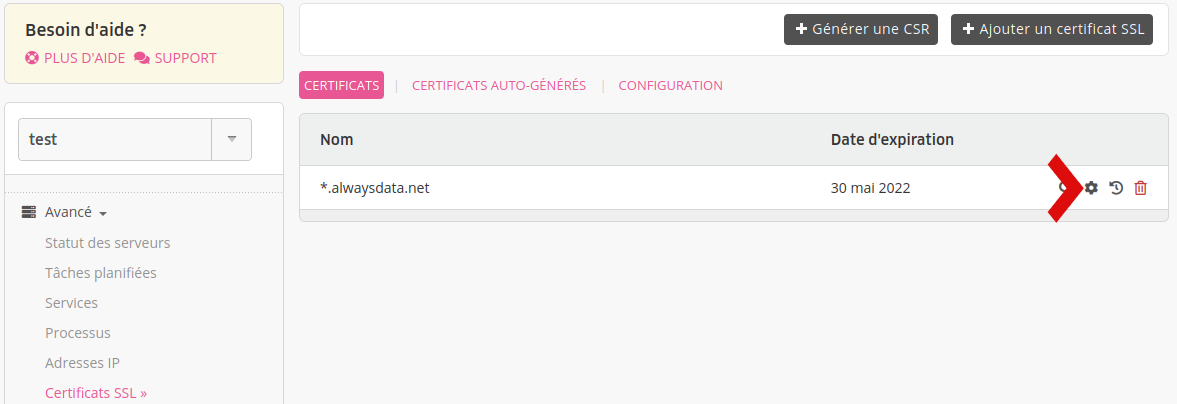 Besoin d'aide ?
PLUS D'AIDE SUPPORT
test
Avancé
Statut des serveurs
Tâches planifiées
Services
Processus
Adresses IP
Certificats SSL »
Générer une CSR Ajouter un certificat SSL
CERTIFICATS | CERTIFICATS AUTO-GÉNÉRÉS | CONFIGURATION
Nom Date d'expiration
*.alwaysdata.net 30 mai 2022